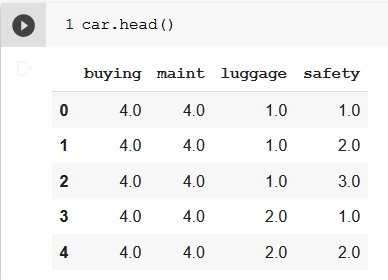 1 car.head()
buying maint luggage safety
0 4.0 4.0 1.0 1.0
1 4.0 4.0 1.0 2.0
2 4.0 4.0 1.0 3.0
3 4.0 4.0 2.0 1.0
4 4.0 4.0 2.0 2.0